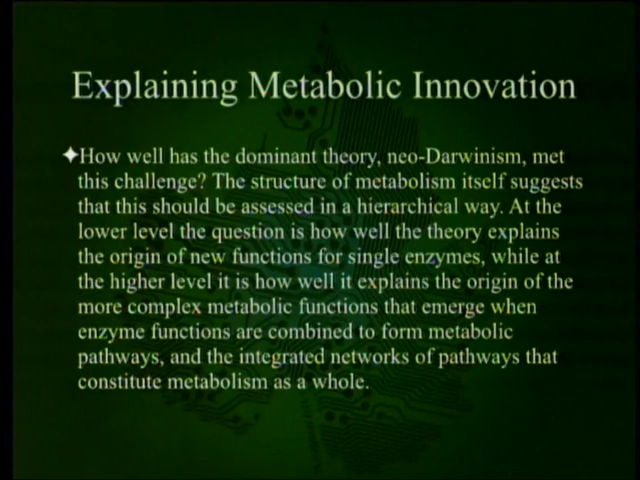 Explaining Metabolic Innovation
How well has the dominant theory, neo-Darwinism, met
this challenge? The structure of metabolism itself suggests
that this should be assessed in a hierarchical way. At the
lower level the question is how well the theory explains
the origin of new functions for single enzymes, while at
the higher level it is how well it explains the origin of the
more complex metabolic functions that emerge when
enzyme functions are combined to form metabolic
pathways, and the integrated networks of pathways that
constitute metabolism as a whole.